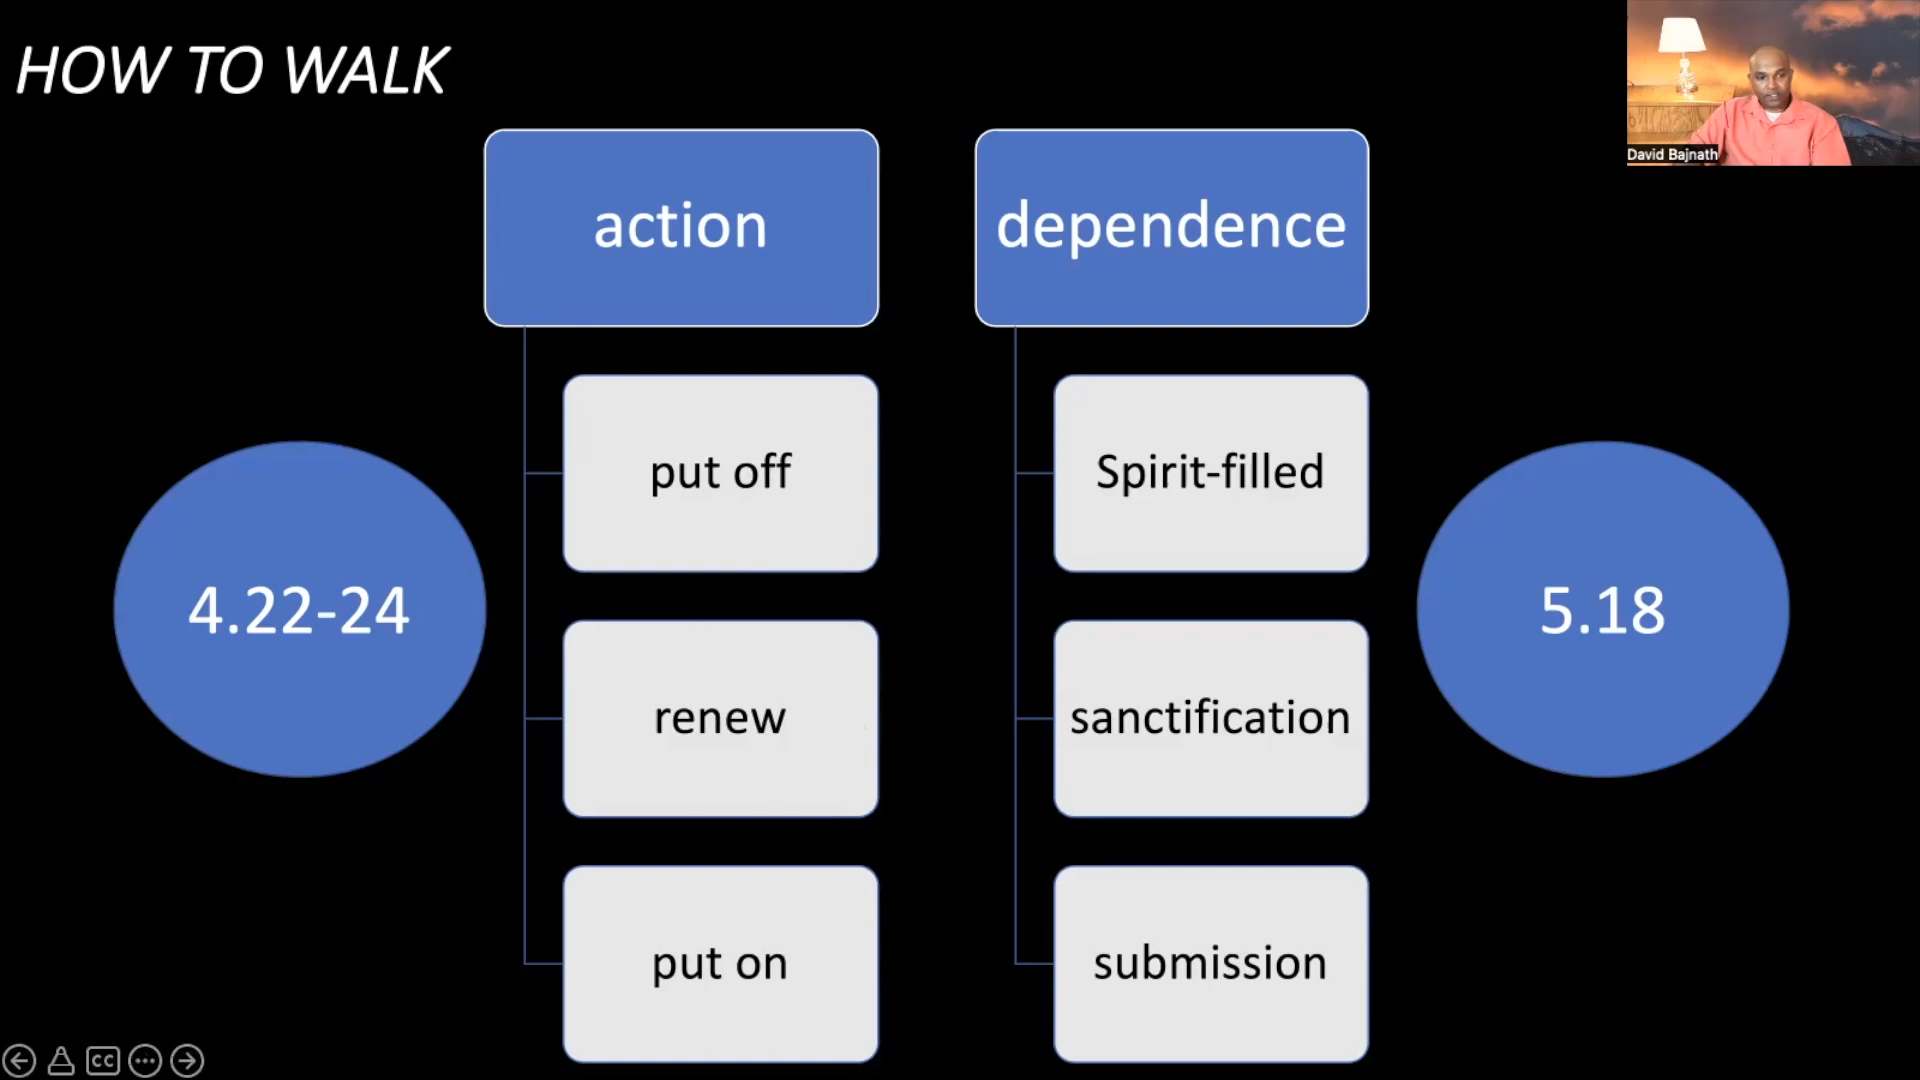 HOW TO WALK
David Bajnath
action
put off
renew
put on
4.22-24
dependence
Spirit-filled
sanctification
submission
5.18
CC